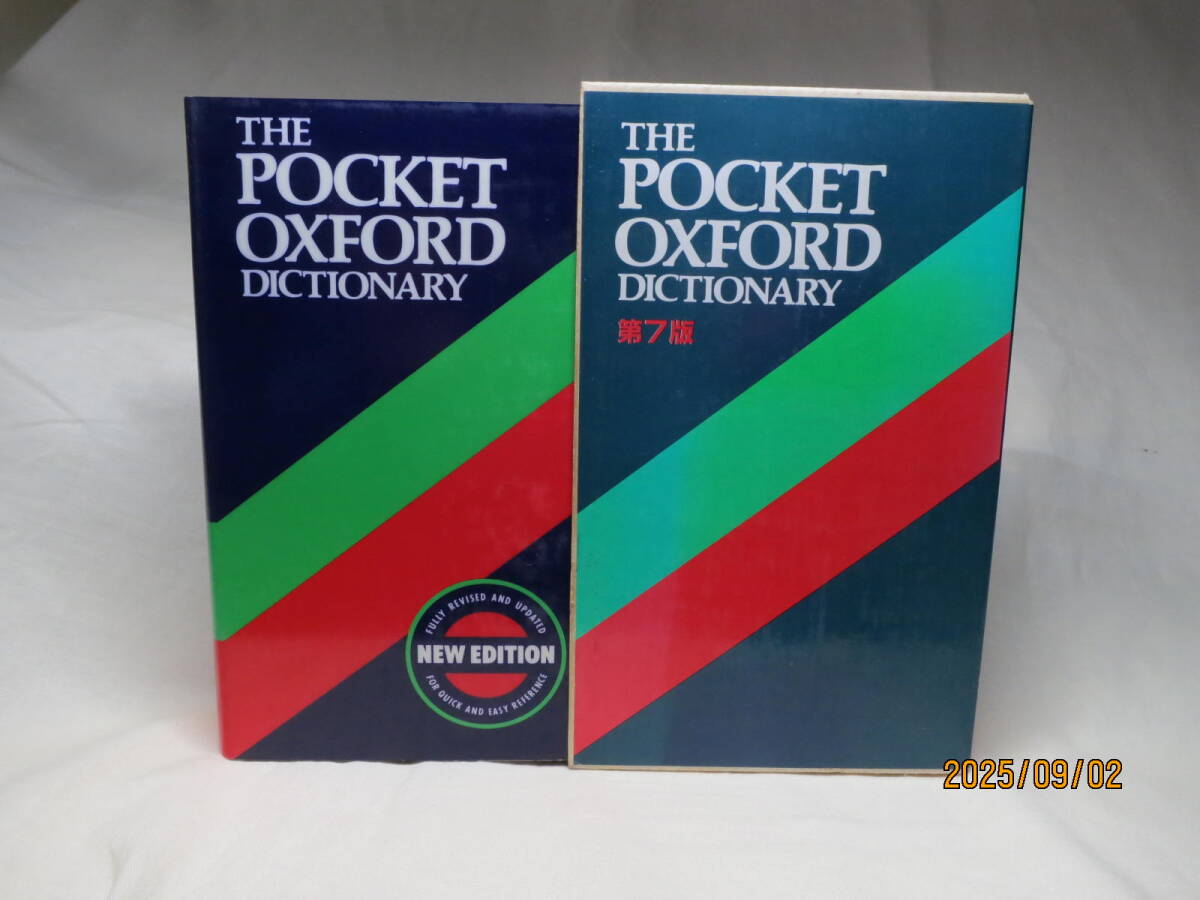 THE
POCKET
OXFORD
DICTIONARY
FULLY REVISED AND UPDATED
NEW EDITION
FOR QUICK AND EASY REFERENCE
THE
POCKET
OXFORD
DICTIONARY
第7版
2025/09/02